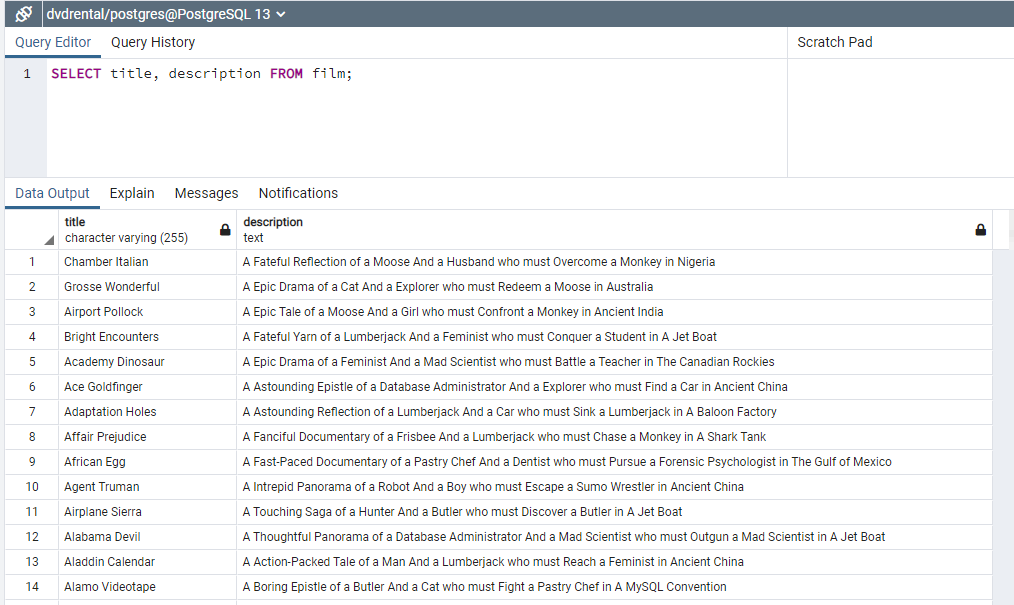 dvdrental/postgres@PostgreSQL 13
Query Editor Query History Scratch Pad
1 SELECT title, description FROM film;
Data Output Explain Messages Notifications
title description
character varying (255) text
1 Chamber Italian A Fateful Reflection of a Moose And a Husband who must Overcome a Monkey in Nigeria
2 Grosse Wonderful A Epic Drama of a Cat And a Explorer who must Redeem a Moose in Australia
3 Airport Pollock A Epic Tale of a Moose And a Girl who must Confront a Monkey in Ancient India
4 Bright Encounters A Fateful Yarn of a Lumberjack And a Feminist who must Conquer a Student in A Jet Boat
5 Academy Dinosaur A Epic Drama of a Feminist And a Mad Scientist who must Battle a Teacher in The Canadian Rockies
6 Ace Goldfinger A Astounding Epistle of a Database Administrator And a Explorer who must Find a Car in Ancient China
7 Adaptation Holes A Astounding Reflection of a Lumberjack And a Car who must Sink a Lumberjack in A Baloon Factory
8 Affair Prejudice A Fanciful Documentary of a Frisbee And a Lumberjack who must Chase a Monkey in A Shark Tank
9 African Egg A Fast-Paced Documentary of a Pastry Chef And a Dentist who must Pursue a Forensic Psychologist in The Gulf of Mexico
10 Agent Truman A Intrepid Panorama of a Robot And a Boy who must Escape a Sumo Wrestler in Ancient China
11 Airplane Sierra A Touching Saga of a Hunter And a Butler who must Discover a Butler in A Jet Boat
12 Alabama Devil A Thoughtful Panorama of a Database Administrator And a Mad Scientist who must Outgun a Mad Scientist in A Jet Boat
13 Aladdin Calendar A Action-Packed Tale of a Man And a Lumberjack who must Reach a Feminist in Ancient China
14 Alamo Videotape A Boring Epistle of a Butler And a Cat who must Fight a Pastry Chef in A MySQL Convention